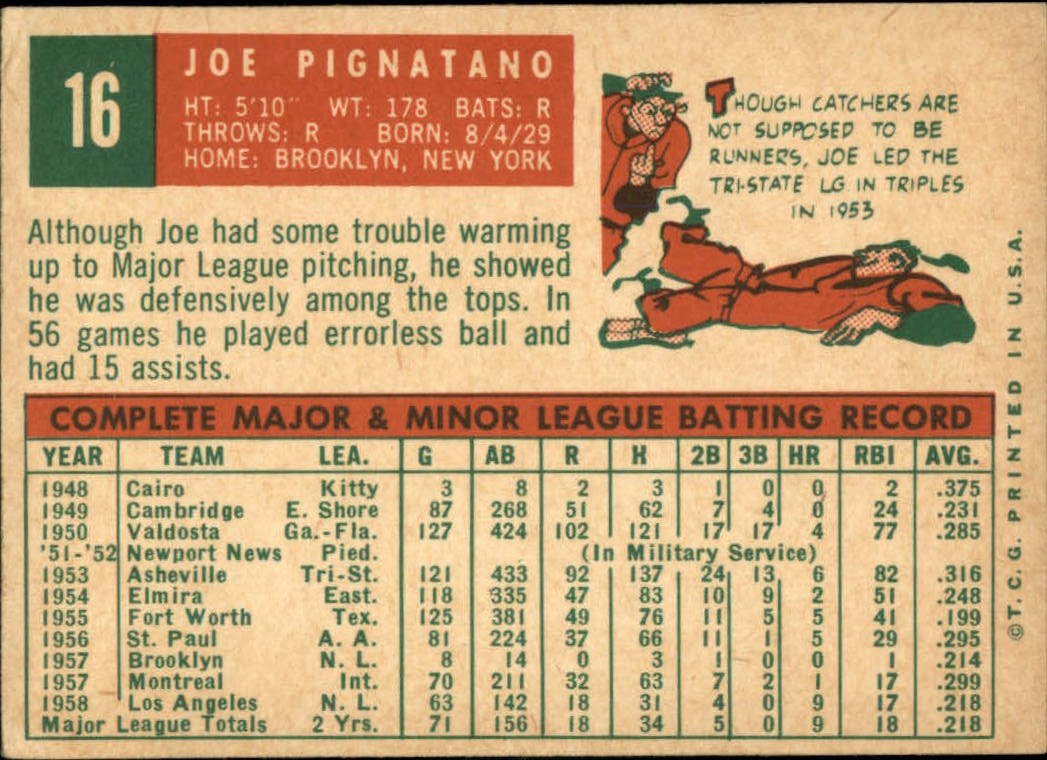 16
JOE PIGNATANO
HT: 5'10" WT: 178 BATS: R
THROWS: R BORN: 8/4/29
HOME: BROOKLYN, NEW YORK
THOUGH CATCHERS ARE
NOT SUPPOSED TO BE
RUNNERS, JOE LED THE
TRI-STATE LG. IN TRIPLES
IN 1953
Although Joe had some trouble warming
up to Major League pitching, he showed
he was defensively among the tops. In
56 games he played errorless ball and
had 15 assists.
COMPLETE MAJOR & MINOR LEAGUE BATTING RECORD
YEAR TEAM LEA. G AB R H 2B 3B HR RBI AVG.
1948 Cairo Kitty 3 8 2 3 1 0 0 2 .375
1949 Cambridge E. Shore 87 268 51 62 7 4 0 24 .231
1950 Valdosta Ga.-Fla. 127 424 102 121 17 17 4 77 .285
'51-'52 Newport News Pied. (In Military Service)
1953 Asheville Tri-St. 121 433 92 137 24 13 6 82 .316
1954 Elmira East. 118 335 47 83 10 9 2 51 .248
1955 Fort Worth Tex. 125 381 49 76 11 5 5 41 .199
1956 St. Paul A. A. 81 224 37 66 11 1 5 29 .295
1957 Brooklyn N. L. 8 14 0 3 1 0 0 1 .214
1957 Montreal Int. 70 211 32 63 7 2 1 17 .299
1958 Los Angeles N. L. 63 142 18 31 4 0 9 17 .218
Major League Totals 2 Yrs. 71 156 18 34 5 0 9 18 .218
©T.C.G. PRINTED IN U.S.A.